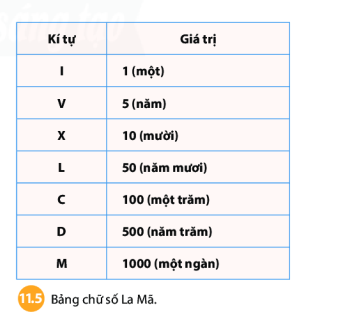 Kí tự Giá trị
I 1 (một)
V 5 (năm)
X 10 (mười)
L 50 (năm mươi)
C 100 (một trăm)
D 500 (năm trăm)
M 1000 (một ngàn)
11.5 Bảng chữ số La Mã.